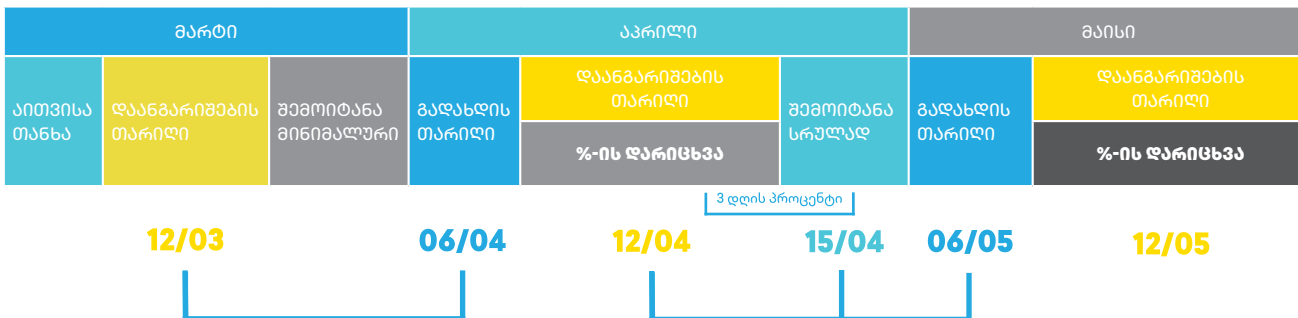 მარტი
აპრილი
მაისი
აითვისა
თანხა
დაანგარიშების
თარიღი
შემოიტანა
მინიმალური
გადახდის
თარიღი
დაანგარიშების
თარიღი
%-ის დარიცხვა
შემოიტანა
სრულად
გადახდის
თარიღი
დაანგარიშების
თარიღი
%-ის დარიცხვა
3 დღის პროცენტი
12/03
06/04
12/04
15/04
06/05
12/05